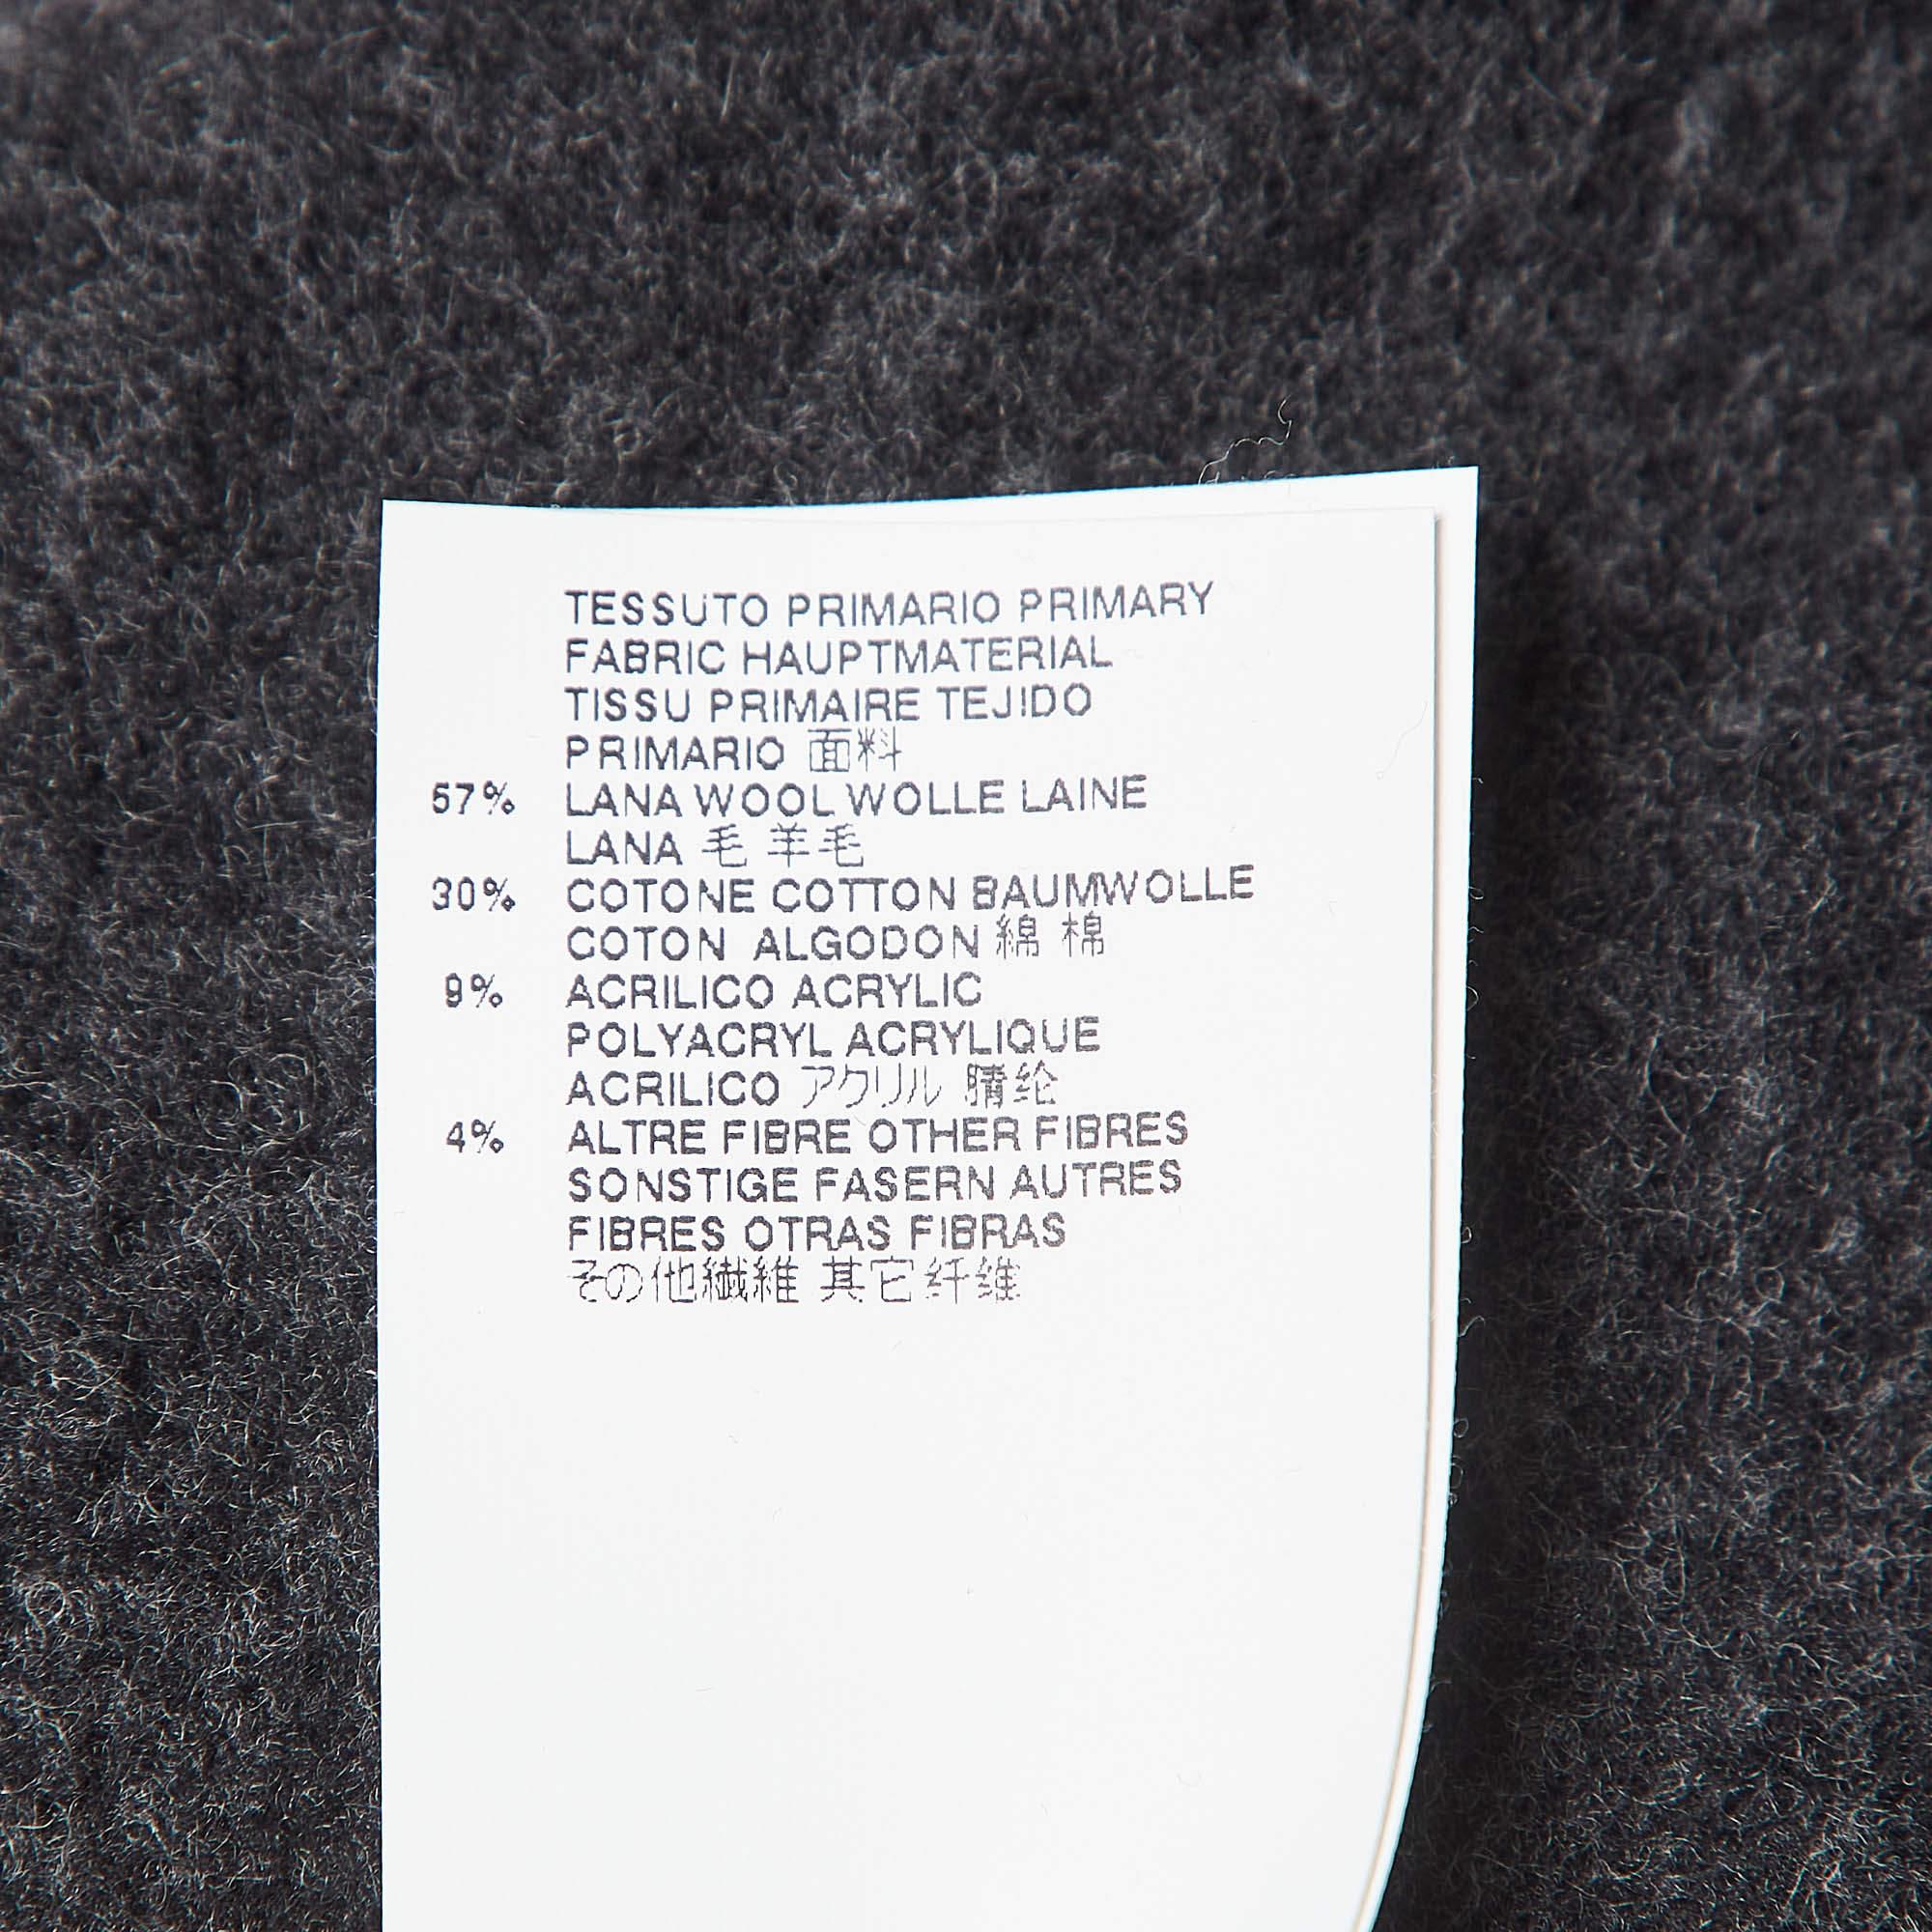 TESSUTO PRIMARIO PRIMARY
FABRIC HAUPTMATERIAL
TISSU PRIMAIRE TEJIDO
PRIMARIO 面料
57% LANA WOOL WOLLE LAINE
LANA 毛 羊毛
30% COTONE COTTON BAUMWOLLE
COTON ALGODON 綿 棉
9% ACRILICO ACRYLIC
POLYACRYL ACRYLIQUE
ACRILICO アクリル 腈纶
4% ALTRE FIBRE OTHER FIBRES
SONSTIGE FASERN AUTRES
FIBRES OTRAS FIBRAS
その他繊維 其它纤维